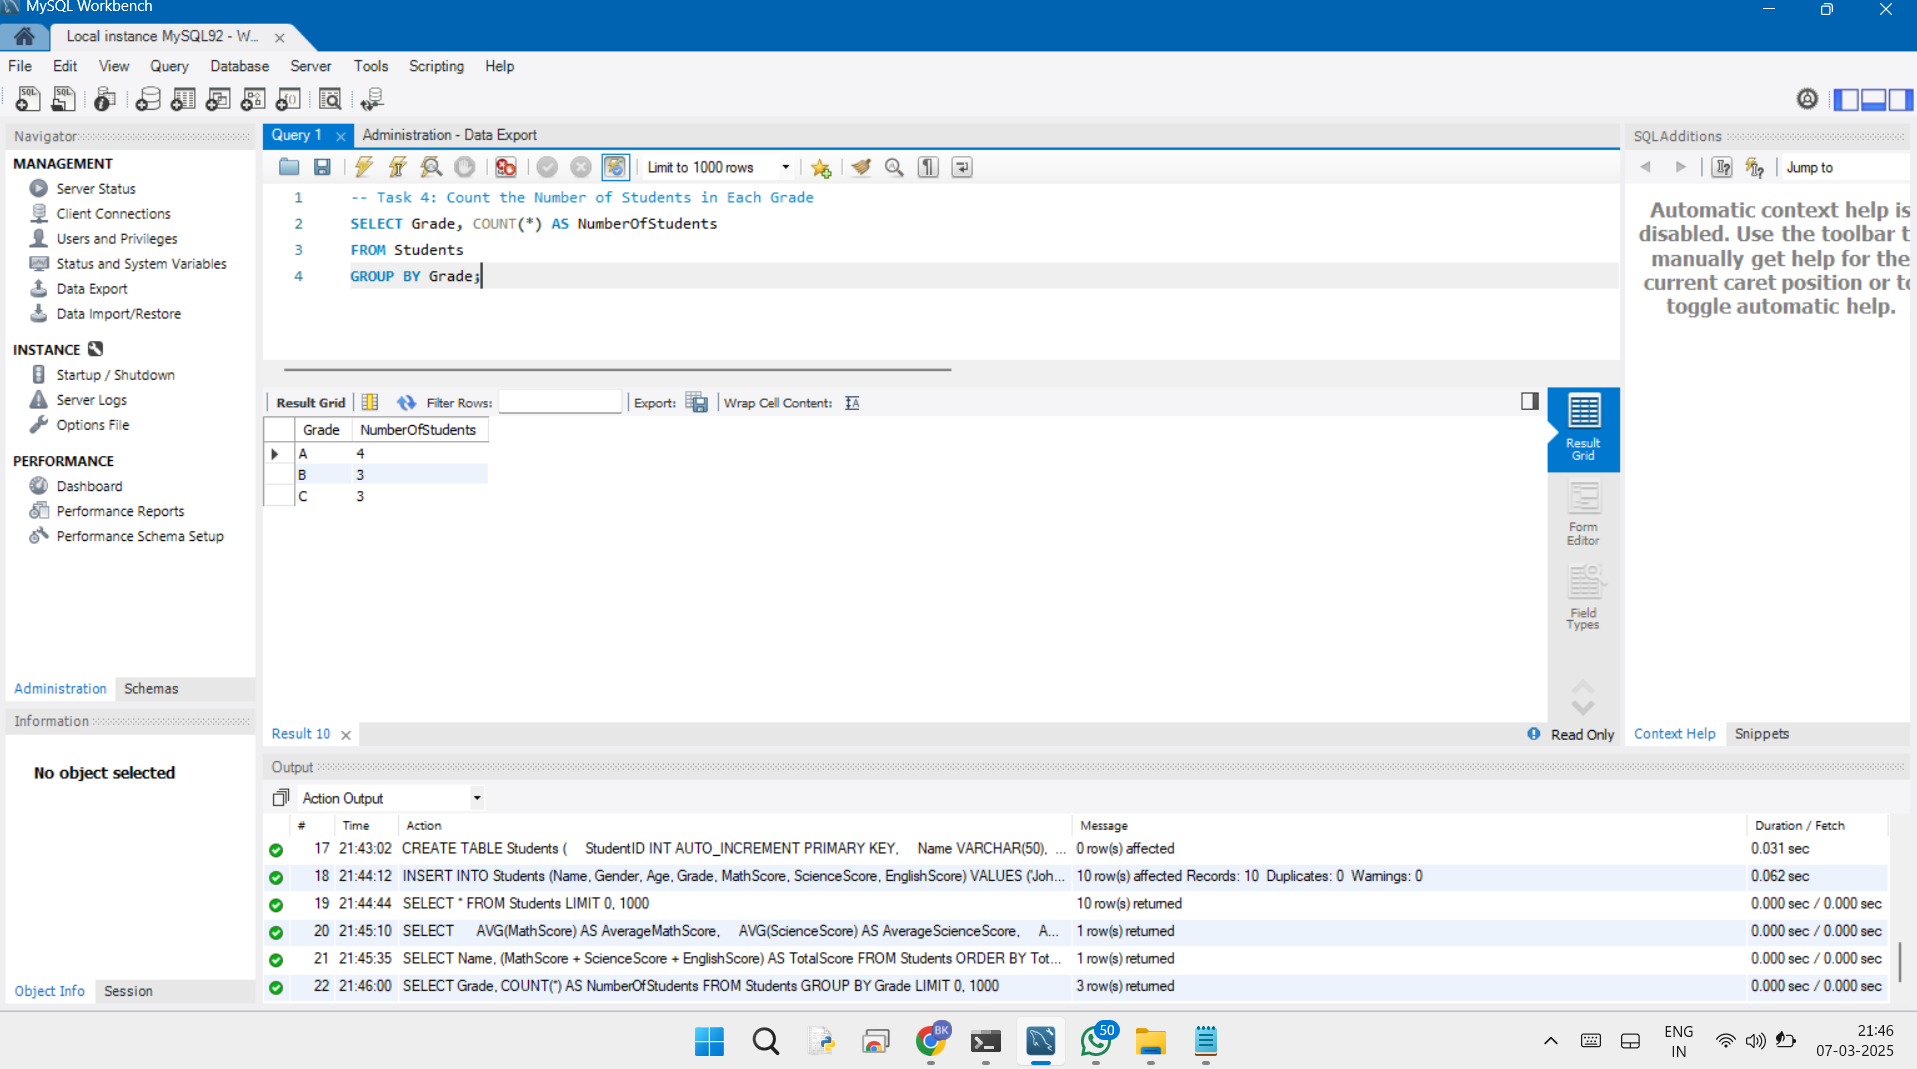 MySQL Workbench
Local instance MySQL92 - W...
File Edit View Query Database Server Tools Scripting Help
Navigator
MANAGEMENT
Server Status
Client Connections
Users and Privileges
Status and System Variables
Data Export
Data Import/Restore
INSTANCE
Startup / Shutdown
Server Logs
Options File
PERFORMANCE
Dashboard
Performance Reports
Performance Schema Setup
Administration Schemas
Information
No object selected
Object Info Session
Query 1 Administration - Data Export
Limit to 1000 rows
1 -- Task 4: Count the Number of Students in Each Grade
2 SELECT Grade, COUNT(*) AS NumberOfStudents
3 FROM Students
4 GROUP BY Grade;
Result Grid Filter Rows: Export: Wrap Cell Content:
Grade NumberOfStudents
A 4
B 3
C 3
Result Grid
Form Editor
Field Types
Result 10 Read Only
SQLAdditions
Jump to
Automatic context help is
disabled. Use the toolbar t
manually get help for the
current caret position or to
toggle automatic help.
Context Help Snippets
Output
Action Output
# Time Action Message Duration / Fetch
17 21:43:02 CREATE TABLE Students ( StudentID INT AUTO_INCREMENT PRIMARY KEY, Name VARCHAR(50), ... 0 row(s) affected 0.031 sec
18 21:44:12 INSERT INTO Students (Name, Gender, Age, Grade, MathScore, ScienceScore, EnglishScore) VALUES ('Joh... 10 row(s) affected Records: 10 Duplicates: 0 Warnings: 0 0.062 sec
19 21:44:44 SELECT * FROM Students LIMIT 0, 1000 10 row(s) returned 0.000 sec / 0.000 sec
20 21:45:10 SELECT AVG(MathScore) AS AverageMathScore, AVG(ScienceScore) AS AverageScienceScore, A... 1 row(s) returned 0.000 sec / 0.000 sec
21 21:45:35 SELECT Name, (MathScore + ScienceScore + EnglishScore) AS TotalScore FROM Students ORDER BY Tot... 1 row(s) returned 0.000 sec / 0.000 sec
22 21:46:00 SELECT Grade, COUNT(*) AS NumberOfStudents FROM Students GROUP BY Grade LIMIT 0, 1000 3 row(s) returned 0.000 sec / 0.000 sec
BK
50
ENG
IN
21:46
07-03-2025